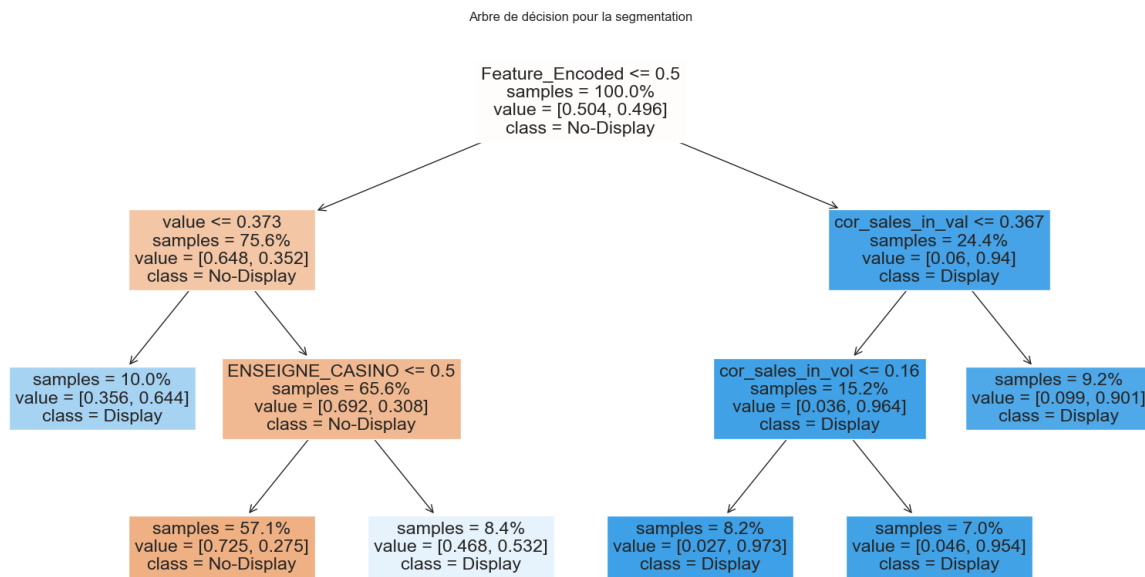 Arbre de décision pour la segmentation
Feature_Encoded <= 0.5
samples = 100.0%
value = [0.504, 0.496]
class = No-Display
value <= 0.373
samples = 75.6%
value = [0.648, 0.352]
class = No-Display
cor_sales_in_val <= 0.367
samples = 24.4%
value = [0.06, 0.94]
class = Display
samples = 10.0%
value = [0.356, 0.644]
class = Display
ENSEIGNE_CASINO <= 0.5
samples = 65.6%
value = [0.692, 0.308]
class = No-Display
cor_sales_in_vol <= 0.16
samples = 15.2%
value = [0.036, 0.964]
class = Display
samples = 9.2%
value = [0.099, 0.901]
class = Display
samples = 57.1%
value = [0.725, 0.275]
class = No-Display
samples = 8.4%
value = [0.468, 0.532]
class = Display
samples = 8.2%
value = [0.027, 0.973]
class = Display
samples = 7.0%
value = [0.046, 0.954]
class = Display